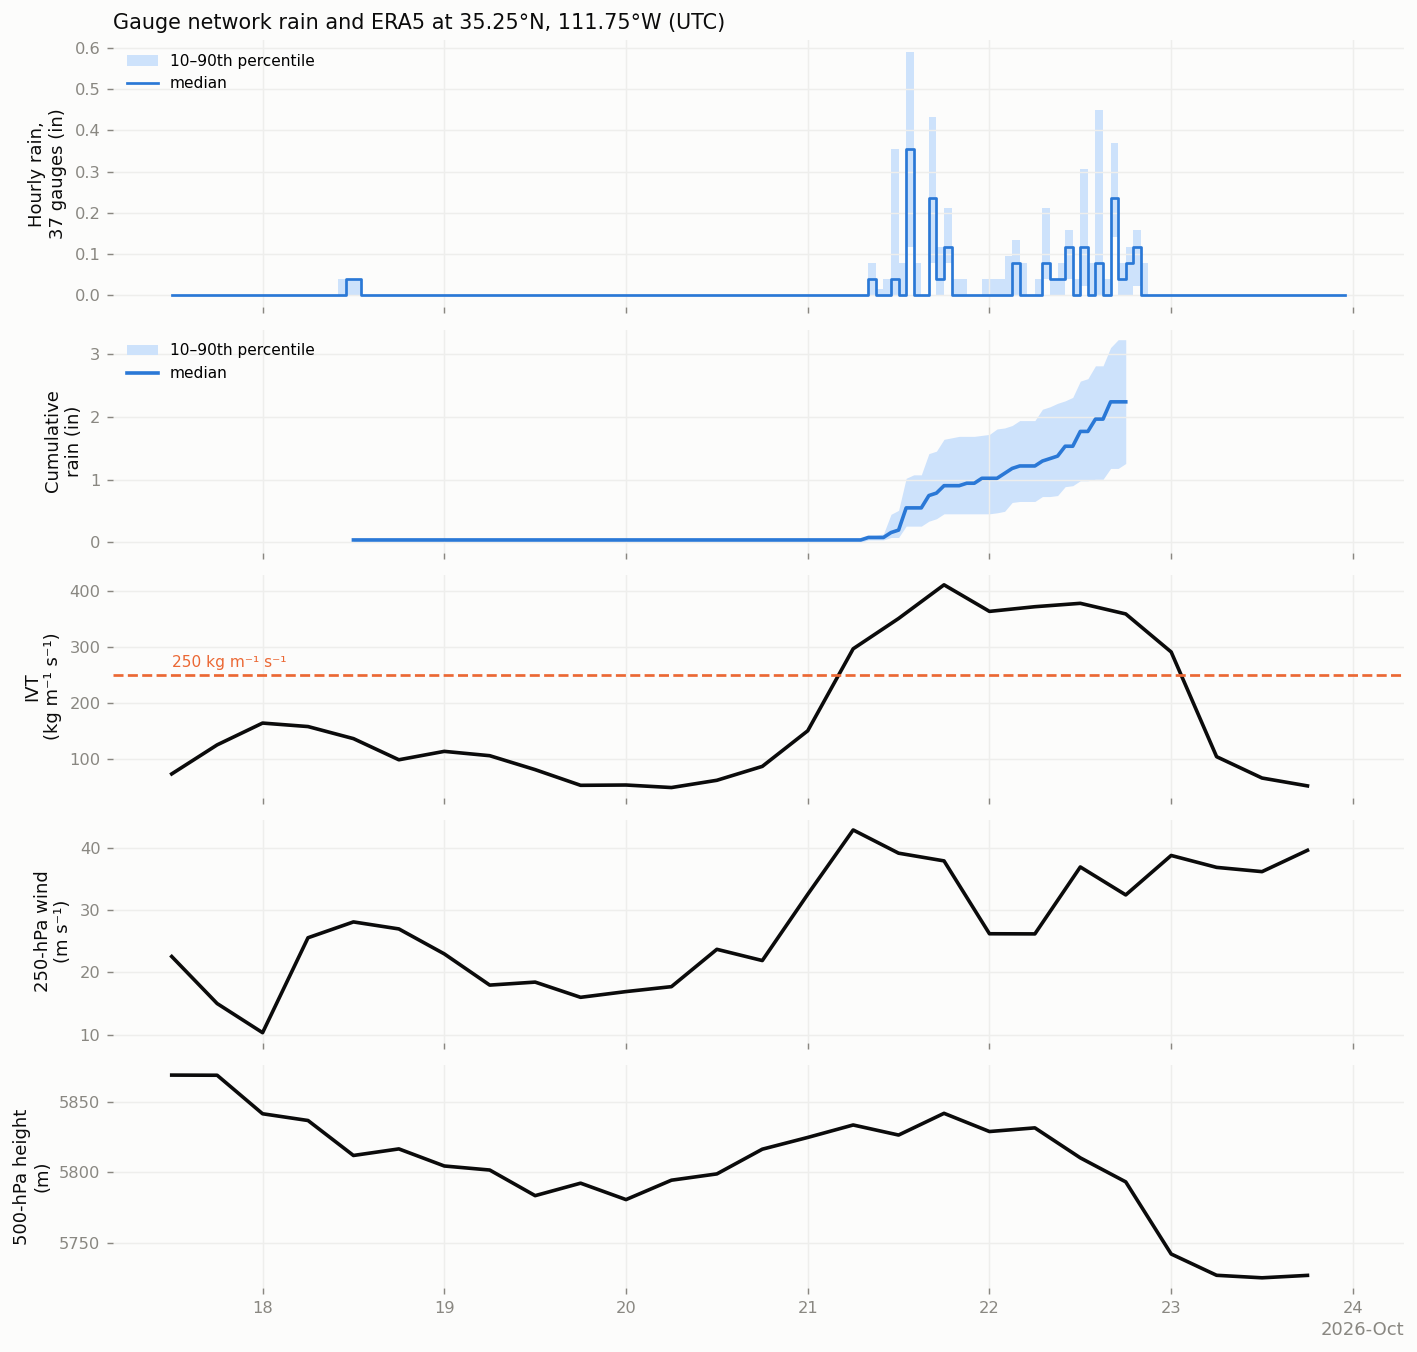 Gauge network rain and ERA5 at 35.25°N, 111.75°W (UTC)
Hourly rain,
37 gauges (in)
0.6
0.5
0.4
0.3
0.2
0.1
0.0
10–90th percentile
median
Cumulative
rain (in)
3
2
1
0
10–90th percentile
median
IVT
(kg m⁻¹ s⁻¹)
400
300
200
100
250 kg m⁻¹ s⁻¹
250-hPa wind
(m s⁻¹)
40
30
20
10
500-hPa height
(m)
5850
5800
5750
18 19 20 21 22 23 24
2026-Oct